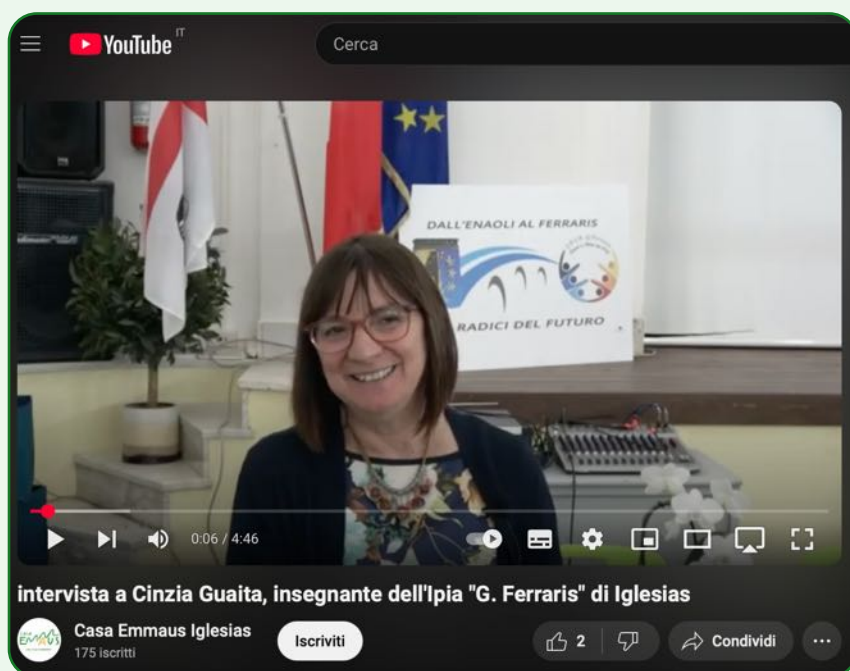 YouTube IT
Cerca
DALL'ENAOLI AL FERRARIS
RADICI DEL FUTURO
0:06 / 4:46
intervista a Cinzia Guaita, insegnante dell'Ipia "G. Ferraris" di Iglesias
Casa Emmaus Iglesias
175 iscritti
Iscriviti
2
Condividi